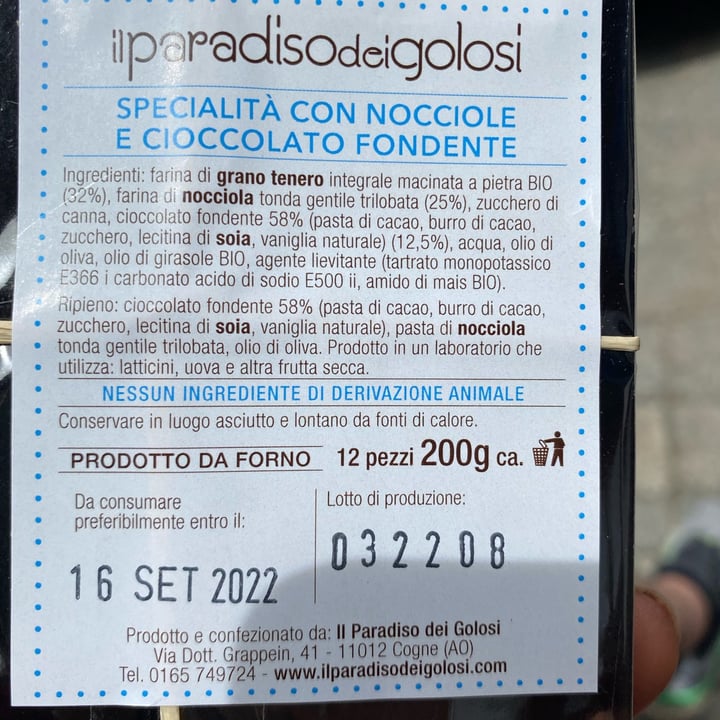 ilparadisodeigolosi
SPECIALITÀ CON NOCCIOLE
E CIOCCOLATO FONDENTE
Ingredienti: farina di grano tenero integrale macinata a pietra BIO
(32%), farina di nocciola tonda gentile trilobata (25%), zucchero di
canna, cioccolato fondente 58% (pasta di cacao, burro di cacao,
zucchero, lecitina di soia, vaniglia naturale) (12,5%), acqua, olio di
oliva, olio di girasole BIO, agente lievitante (tartrato monopotassico
E366 i carbonato acido di sodio E500 ii, amido di mais BIO).
Ripieno: cioccolato fondente 58% (pasta di cacao, burro di cacao,
zucchero, lecitina di soia, vaniglia naturale), pasta di nocciola
tonda gentile trilobata, olio di oliva. Prodotto in un laboratorio che
utilizza: latticini, uova e altra frutta secca.
NESSUN INGREDIENTE DI DERIVAZIONE ANIMALE
Conservare in luogo asciutto e lontano da fonti di calore.
PRODOTTO DA FORNO 12 pezzi 200g ca.
Da consumare
preferibilmente entro il:
16 SET 2022
Lotto di produzione:
032208
Prodotto e confezionato da: Il Paradiso dei Golosi
Via Dott. Grappein, 41 - 11012 Cogne (AO)
Tel. 0165 749724 - www.ilparadisodeigolosi.com